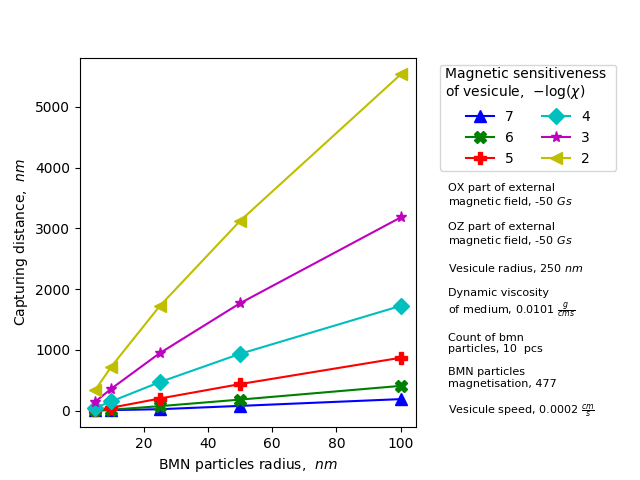 Magnetic sensitiveness
of vesicule, −log(χ)
7 4
6 3
5 2
OX part of external
magnetic field, -50 Gs
OZ part of external
magnetic field, -50 Gs
Vesicule radius, 250 nm
Dynamic viscosity
of medium, 0.0101 g/cms
Count of bmn
particles, 10 pcs
BMN particles
magnetisation, 477
Vesicule speed, 0.0002 cm/s
Capturing distance, nm
5000
4000
3000
2000
1000
0
20 40 60 80 100
BMN particles radius, nm